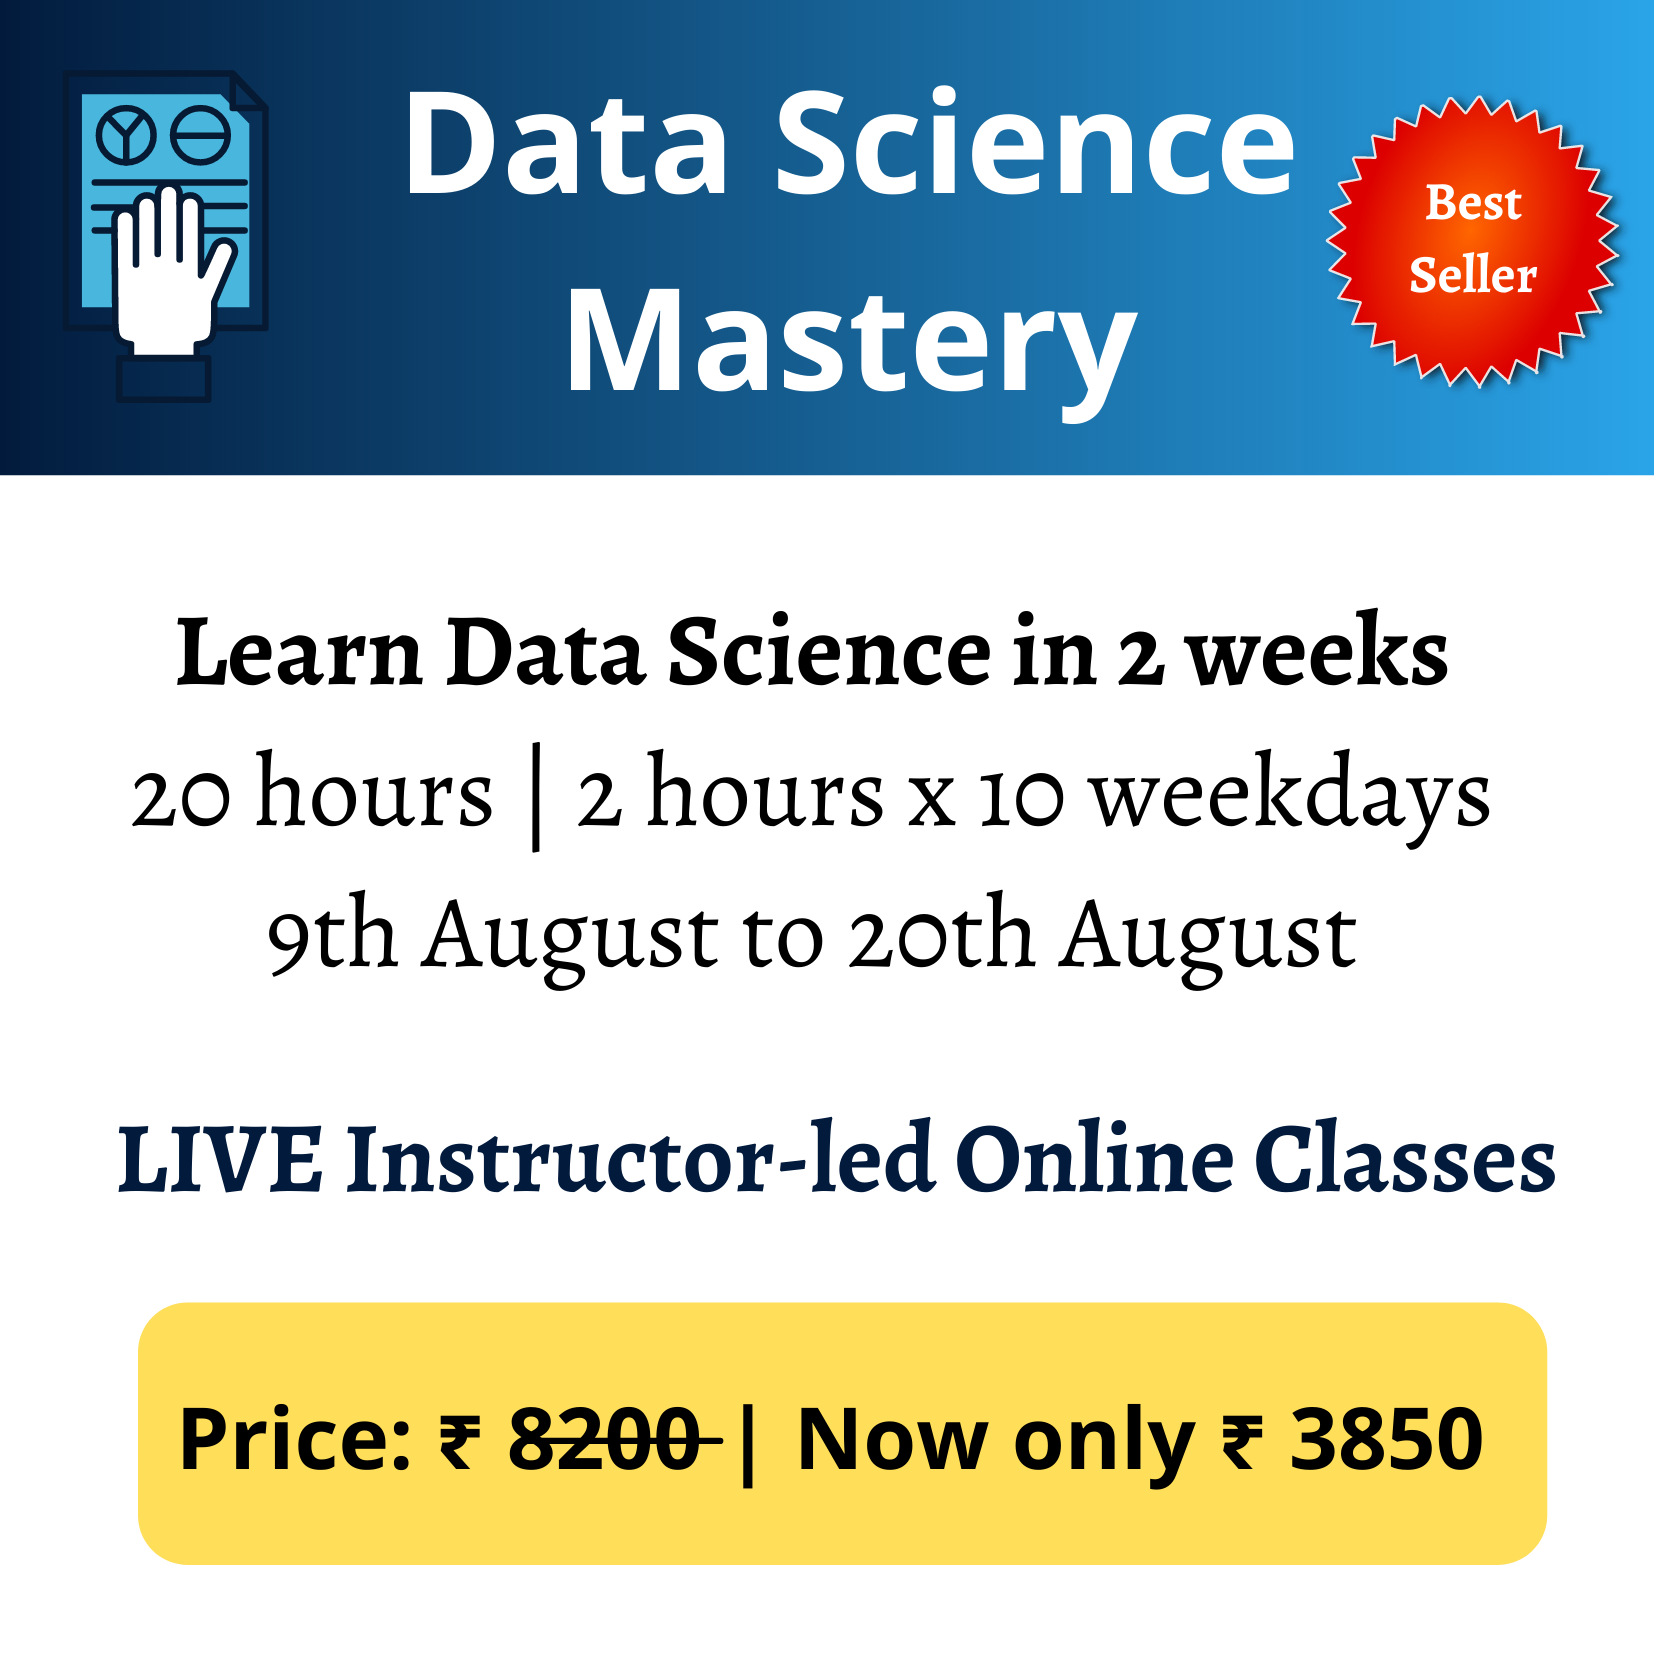 Data Science
Mastery
Best
Seller
Learn Data Science in 2 weeks
20 hours | 2 hours x 10 weekdays
9th August to 20th August
LIVE Instructor-led Online Classes
Price: ₹ 8200 | Now only ₹ 3850